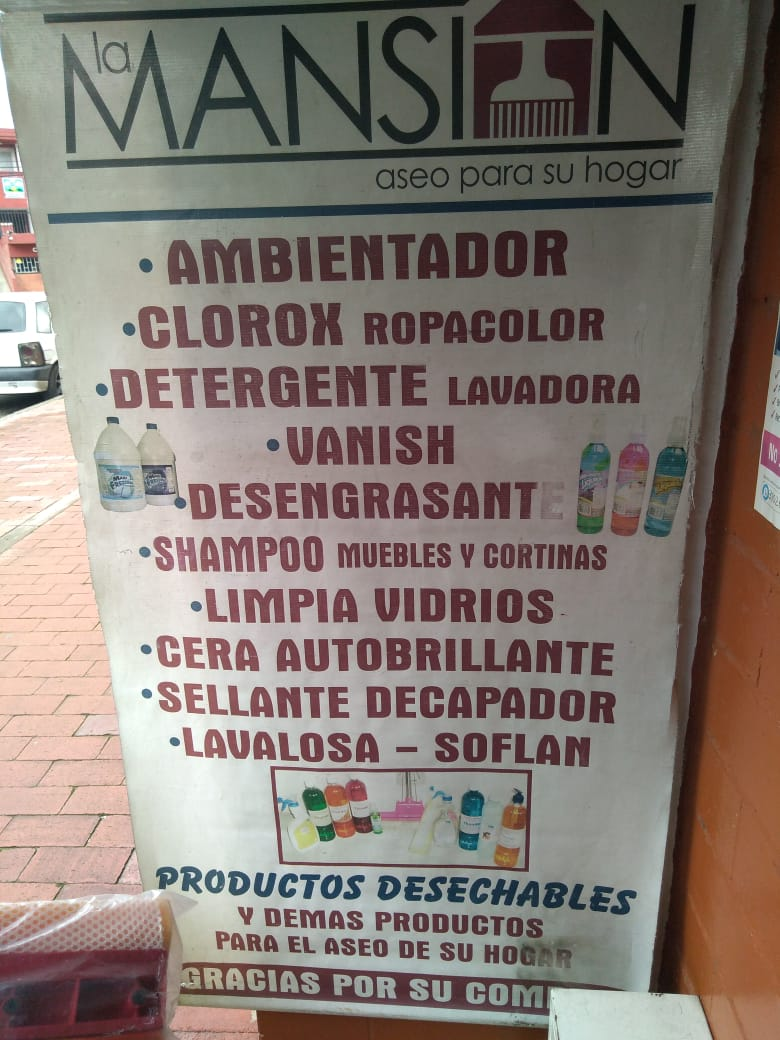 la
MANSIÓN
aseo para su hogar
• AMBIENTADOR
• CLOROX ROPACOLOR
• DETERGENTE LAVADORA
• VANISH
• DESENGRASANTE
• SHAMPOO MUEBLES Y CORTINAS
• LIMPIA VIDRIOS
• CERA AUTOBRILLANTE
• SELLANTE DECAPADOR
• LAVALOSA – SOFLAN
PRODUCTOS DESECHABLES
Y DEMAS PRODUCTOS
PARA EL ASEO DE SU HOGAR
GRACIAS POR SU